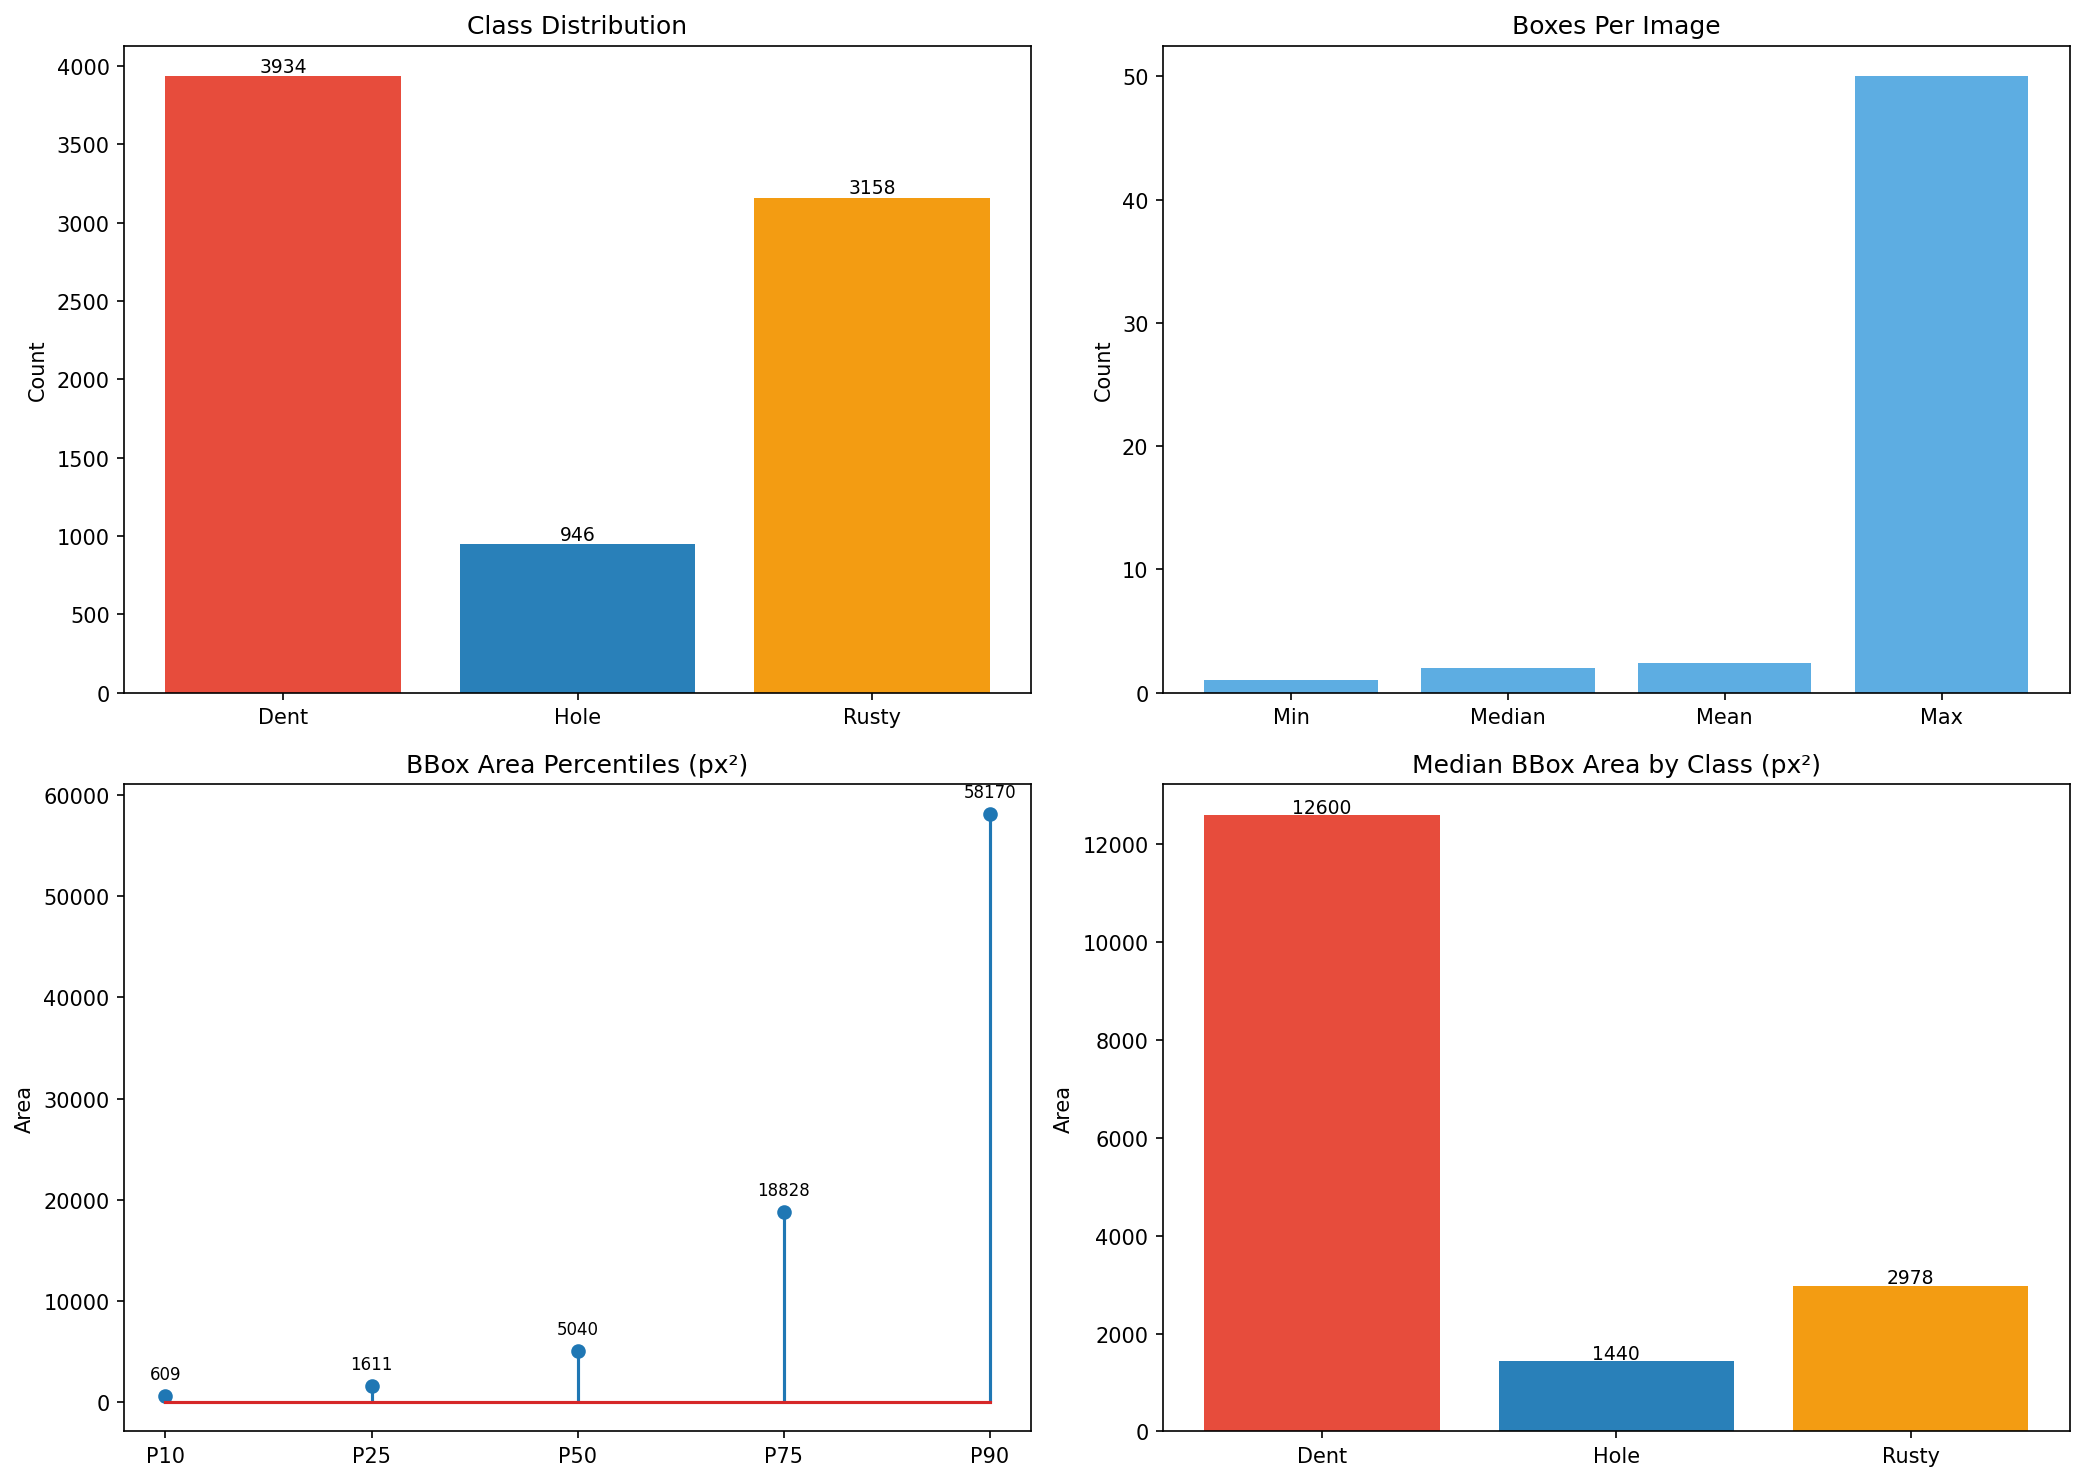 Class Distribution
4000
3500
3000
2500
2000
1500
1000
500
0
Count
3934
946
3158
Dent
Hole
Rusty
Boxes Per Image
50
40
30
20
10
0
Count
Min
Median
Mean
Max
BBox Area Percentiles (px²)
60000
50000
40000
30000
20000
10000
0
Area
609
1611
5040
18828
58170
P10
P25
P50
P75
P90
Median BBox Area by Class (px²)
12000
10000
8000
6000
4000
2000
0
Area
12600
1440
2978
Dent
Hole
Rusty